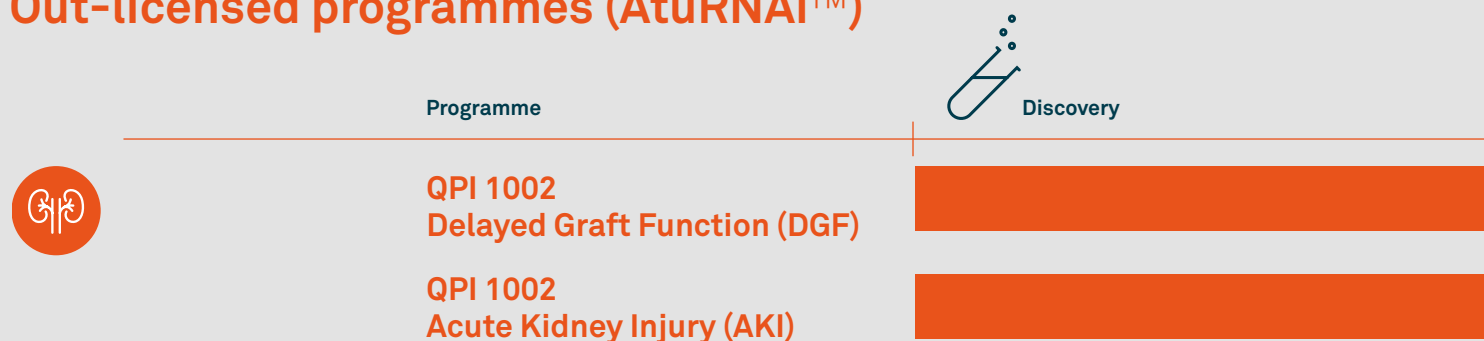 Out-licensed programmes (AtuRNAi™)
Programme
Discovery
QPI 1002
Delayed Graft Function (DGF)
QPI 1002
Acute Kidney Injury (AKI)